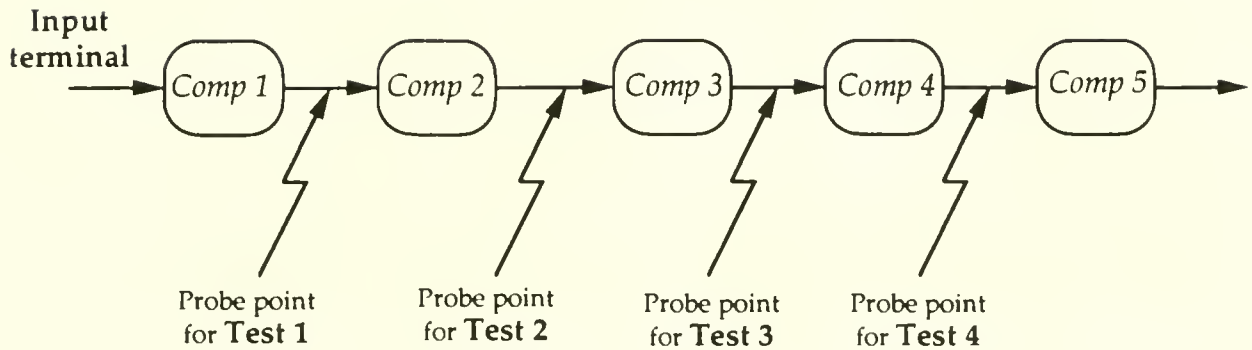 Input
terminal
Comp 1
Comp 2
Comp 3
Comp 4
Comp 5
Probe point
for Test 1
Probe point
for Test 2
Probe point
for Test 3
Probe point
for Test 4